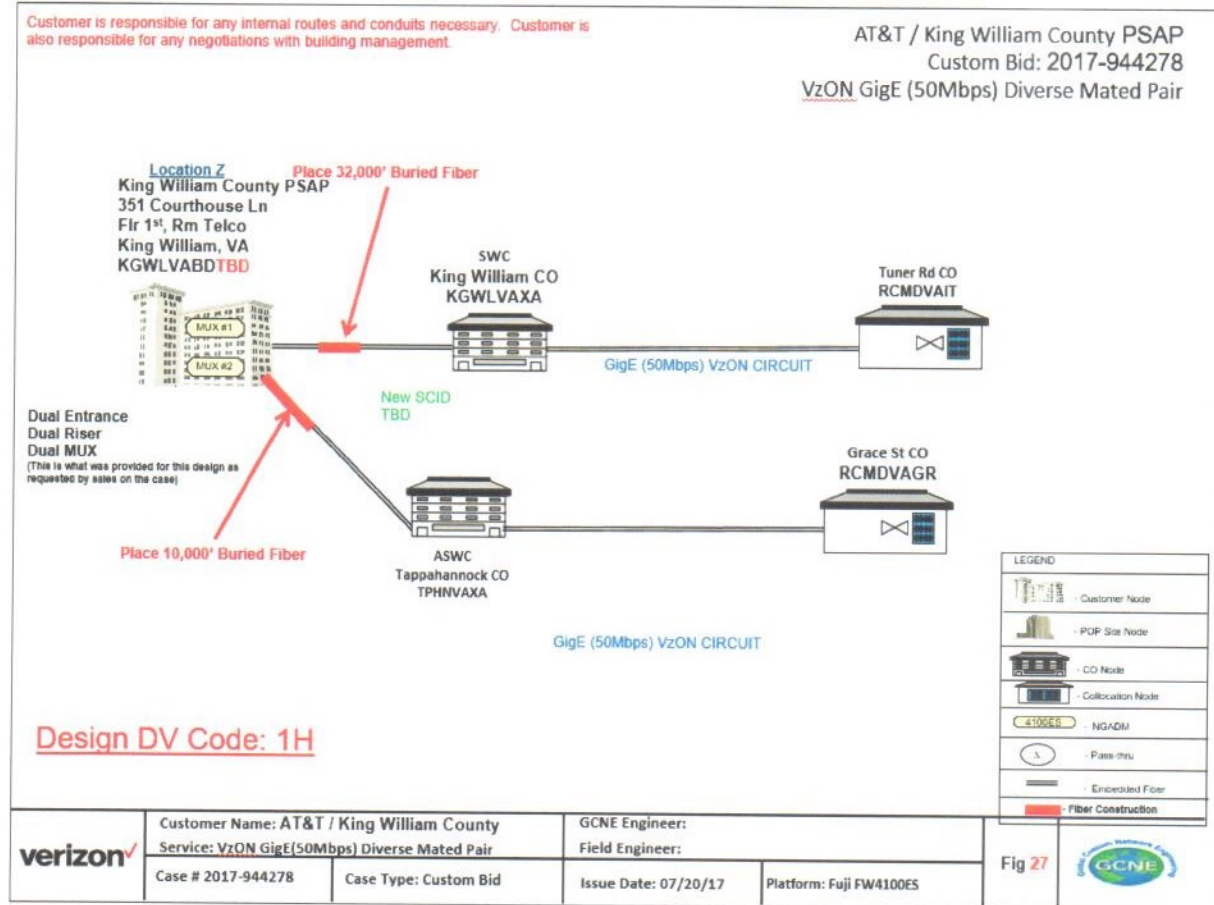 Customer is responsible for any internal routes and conduits necessary. Customer is
also responsible for any negotiations with building management.
AT&T / King William County PSAP
Custom Bid: 2017-944278
VzON GigE (50Mbps) Diverse Mated Pair
Location Z
King William County PSAP
351 Courthouse Ln
Flr 1st, Rm Telco
King William, VA
KGWLVABDTBD
Place 32,000' Buried Fiber
MUX #1
MUX #2
SWC
King William CO
KGWLVAXA
Tuner Rd CO
RCMDVAIT
GigE (50Mbps) VzON CIRCUIT
New SCID
TBD
Dual Entrance
Dual Riser
Dual MUX
(This is what was provided for this design as
requested by sales on the case)
Grace St CO
RCMDVAGR
Place 10,000' Buried Fiber
ASWC
Tappahannock CO
TPHNVAXA
GigE (50Mbps) VzON CIRCUIT
LEGEND
- Customer Node
- POP Site Node
- CO Node
- Collocation Node
4100ES - NGADM
X - Pass-thru
- Embedded Fiber
- Fiber Construction
Design DV Code: 1H
verizon
Customer Name: AT&T / King William County
Service: VzON GigE(50Mbps) Diverse Mated Pair
Case # 2017-944278
Case Type: Custom Bid
GCNE Engineer:
Field Engineer:
Issue Date: 07/20/17
Platform: Fuji FW4100ES
Fig 27
GCNE